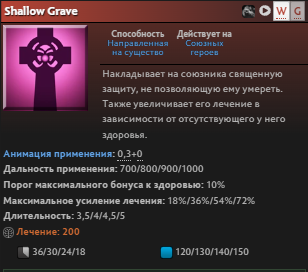 Shallow Grave
W G
Способность Действует на
Направленная на существо Союзных героев
Накладывает на союзника священную
защиту, не позволяющую ему умереть.
Также увеличивает его лечение в
зависимости от отсутствующего у него
здоровья.
Анимация применения: 0,3+0
Дальность применения: 700/800/900/1000
Порог максимального бонуса к здоровью: 10%
Максимальное усиление лечения: 18%/36%/54%/72%
Длительность: 3,5/4/4,5/5
Лечение: 200
36/30/24/18 120/130/140/150